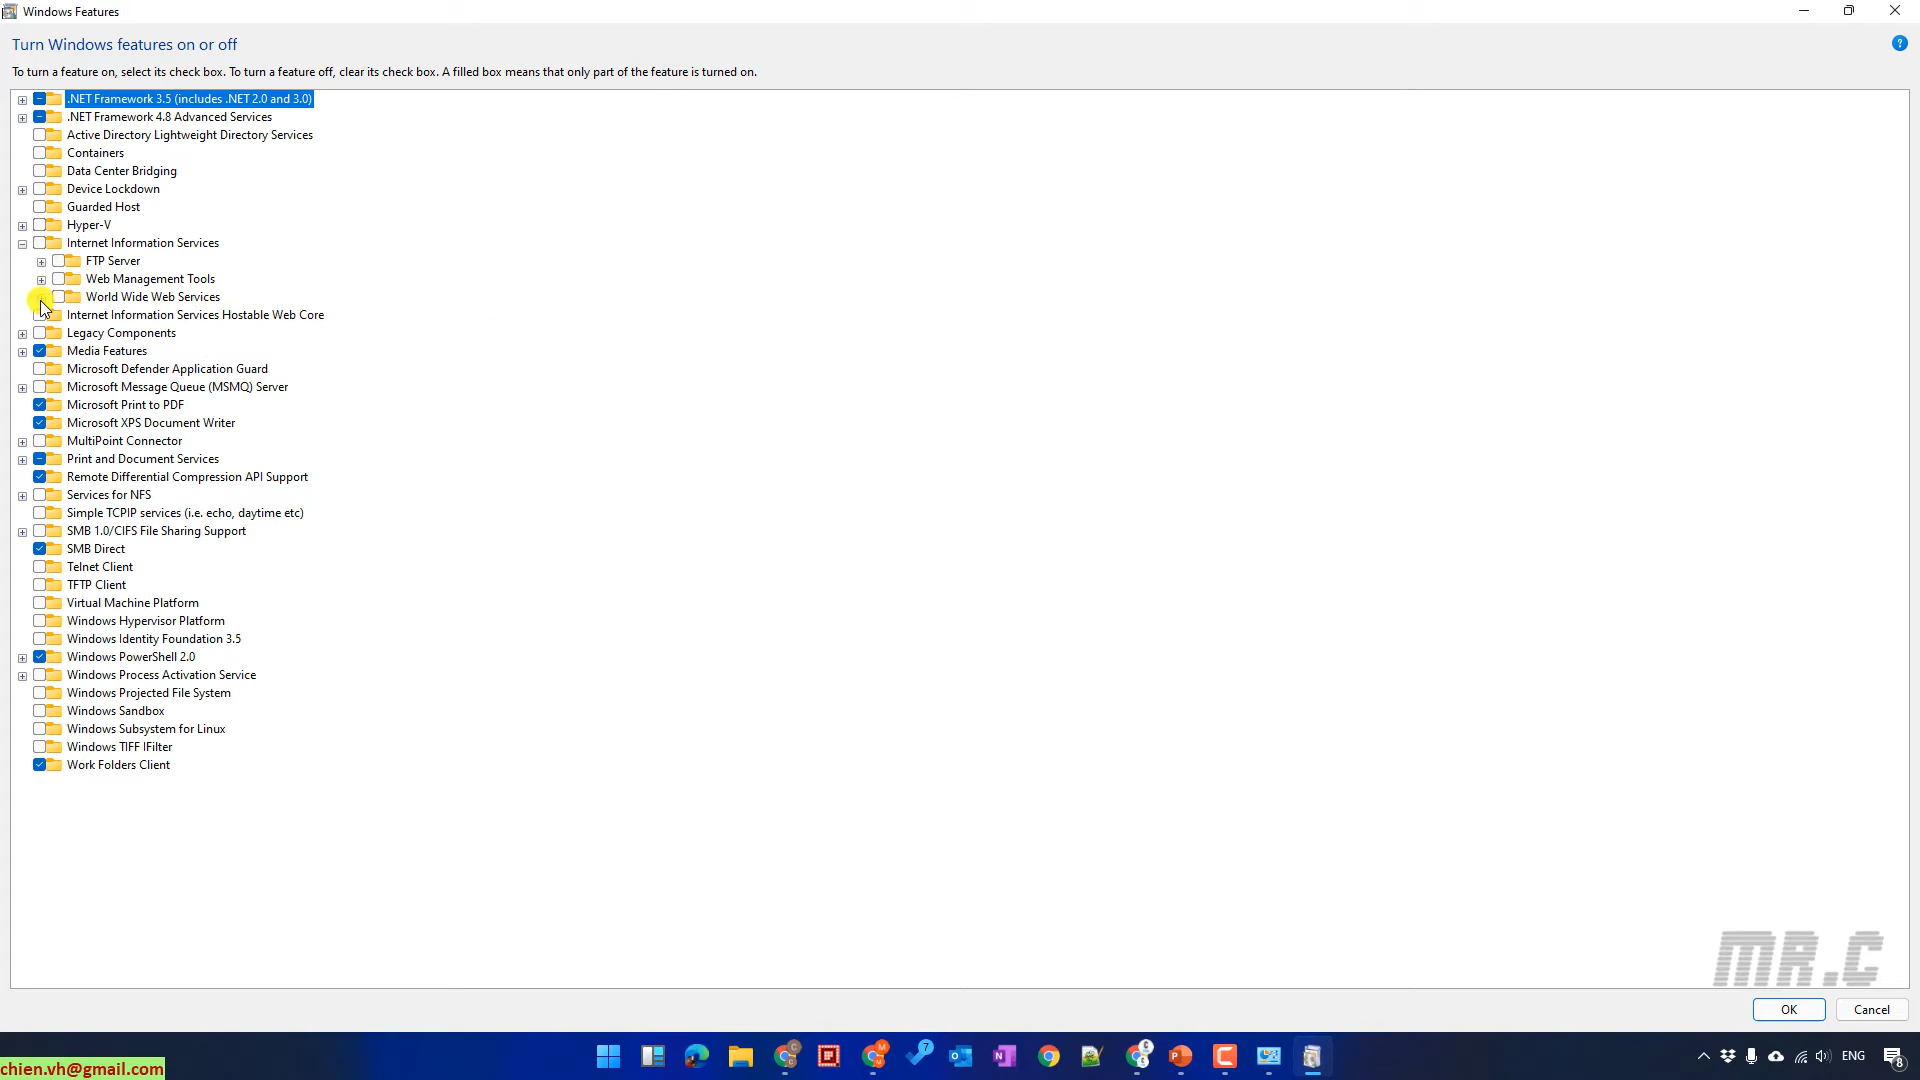 Windows Features
Turn Windows features on or off
?
To turn a feature on, select its check box. To turn a feature off, clear its check box. A filled box means that only part of the feature is turned on.
.NET Framework 3.5 (includes .NET 2.0 and 3.0)
.NET Framework 4.8 Advanced Services
Active Directory Lightweight Directory Services
Containers
Data Center Bridging
Device Lockdown
Guarded Host
Hyper-V
Internet Information Services
FTP Server
Web Management Tools
World Wide Web Services
Internet Information Services Hostable Web Core
Legacy Components
Media Features
Microsoft Defender Application Guard
Microsoft Message Queue (MSMQ) Server
Microsoft Print to PDF
Microsoft XPS Document Writer
MultiPoint Connector
Print and Document Services
Remote Differential Compression API Support
Services for NFS
Simple TCPIP services (i.e. echo, daytime etc)
SMB 1.0/CIFS File Sharing Support
SMB Direct
Telnet Client
TFTP Client
Virtual Machine Platform
Windows Hypervisor Platform
Windows Identity Foundation 3.5
Windows PowerShell 2.0
Windows Process Activation Service
Windows Projected File System
Windows Sandbox
Windows Subsystem for Linux
Windows TIFF IFilter
Work Folders Client
MR.C
OK Cancel
7
ENG 8
chien.vh@gmail.com